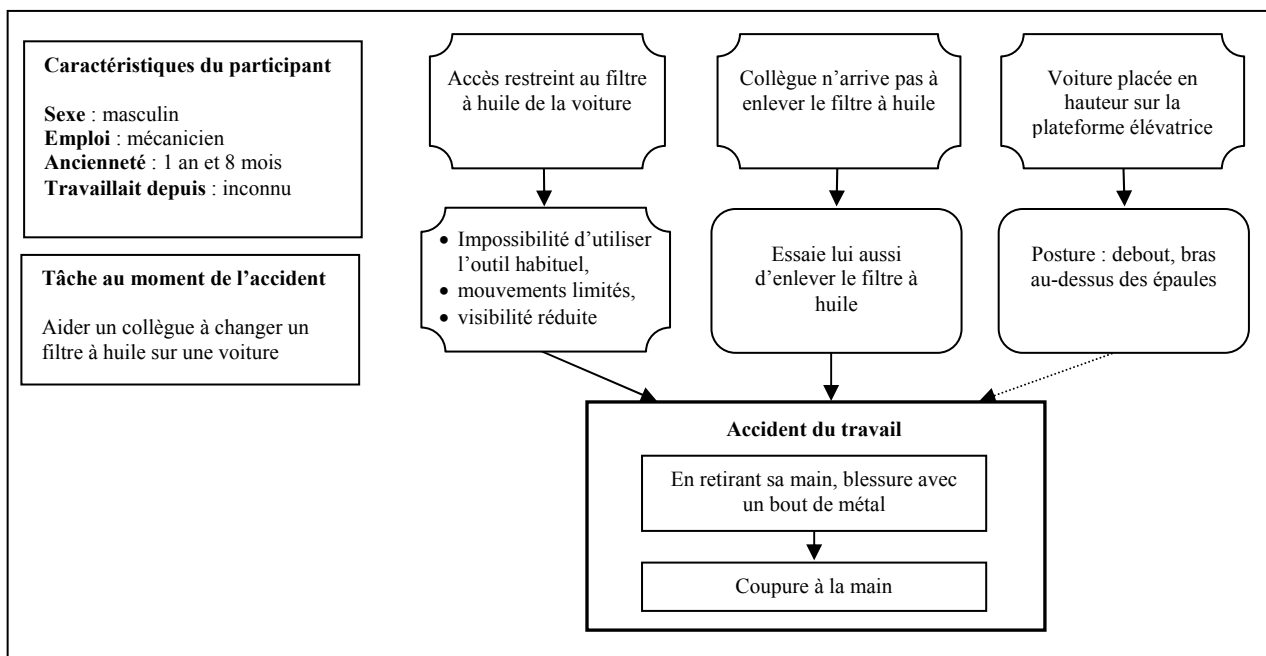 Caractéristiques du participant
Sexe : masculin
Emploi : mécanicien
Ancienneté : 1 an et 8 mois
Travaillait depuis : inconnu
Tâche au moment de l’accident
Aider un collègue à changer un
filtre à huile sur une voiture
Accès restreint au filtre
à huile de la voiture
Collègue n’arrive pas à
enlever le filtre à huile
Voiture placée en
hauteur sur la
plateforme élévatrice
• Impossibilité d’utiliser
l’outil habituel,
• mouvements limités,
• visibilité réduite
Essaie lui aussi
d’enlever le filtre à
huile
Posture : debout, bras
au-dessus des épaules
Accident du travail
En retirant sa main, blessure avec
un bout de métal
Coupure à la main